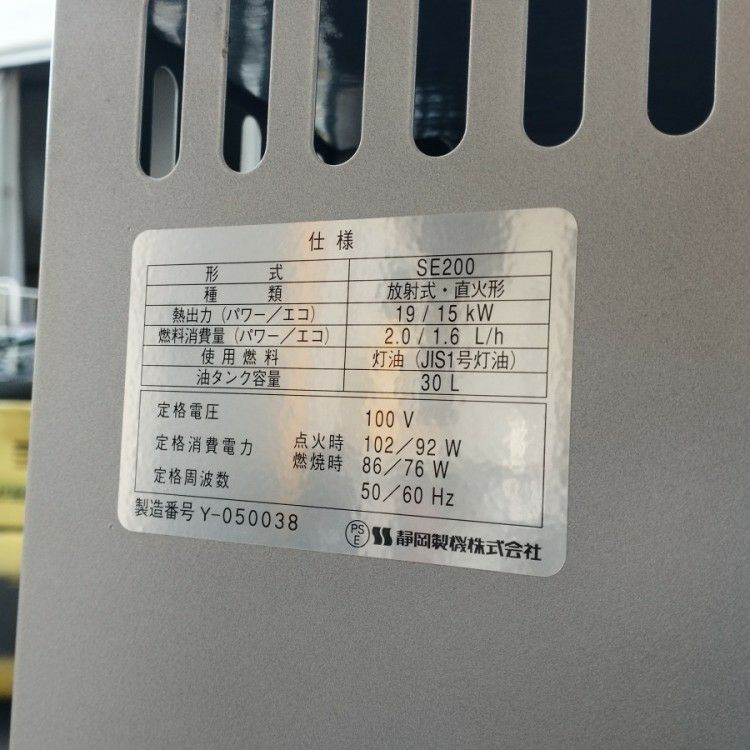 仕様
形式 SE200
種類 放射式・直火形
熱出力(パワー/エコ) 19/15 kW
燃料消費量(パワー/エコ) 2.0/1.6 L/h
使用燃料 灯油(JIS1号灯油)
油タンク容量 30 L
定格電圧 100 V
定格消費電力 点火時 102/92 W
燃焼時 86/76 W
定格周波数 50/60 Hz
製造番号 Y-050038 PSE 静岡製機株式会社